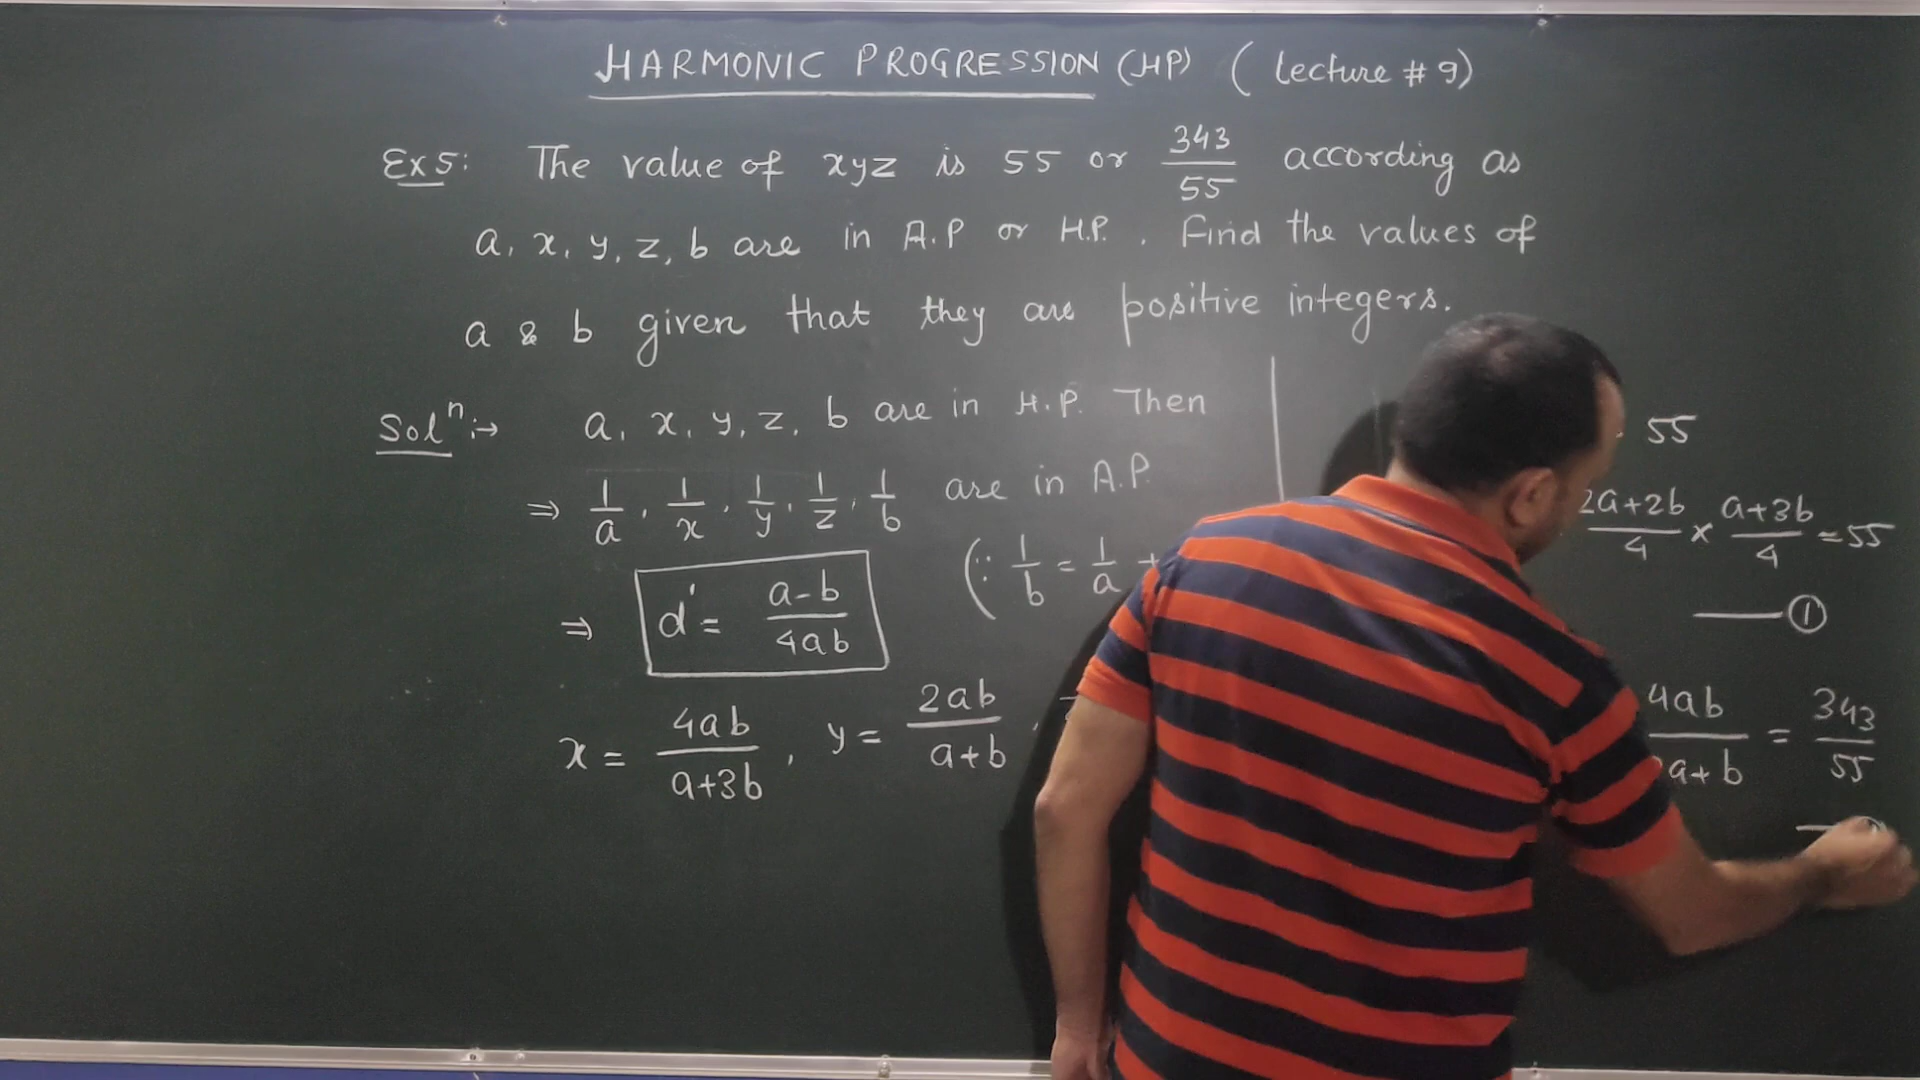 HARMONIC PROGRESSION (HP) ( Lecture # 9)
Ex 5: The value of xyz is 55 or 343/55 according as
a, x, y, z, b are in A.P or H.P. . Find the values of
a & b given that they are positive integers.
Solⁿ :→ a, x, y, z, b are in H.P. Then
⇒ 1/a, 1/x, 1/y, 1/z, 1/b are in A.P.
⇒ d' = (a-b)/4ab (∵ 1/b = 1/a +
x = 4ab/(a+3b), y = 2ab/(a+b),
55
(2a+2b)/4 × (a+3b)/4 = 55
—— ①
4ab/ a+b = 343/55